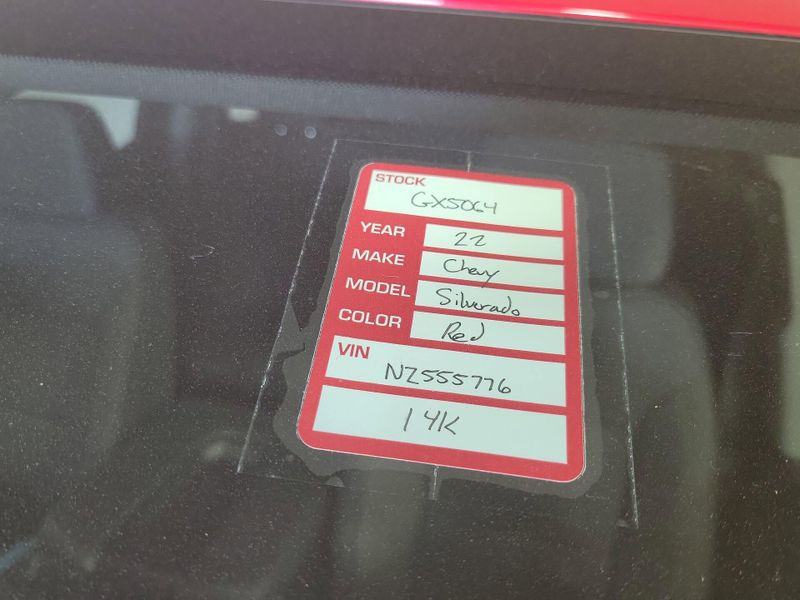 STOCK
GX5064
YEAR 22
MAKE Chevy
MODEL Silverado
COLOR Red
VIN
NZ555776
14K